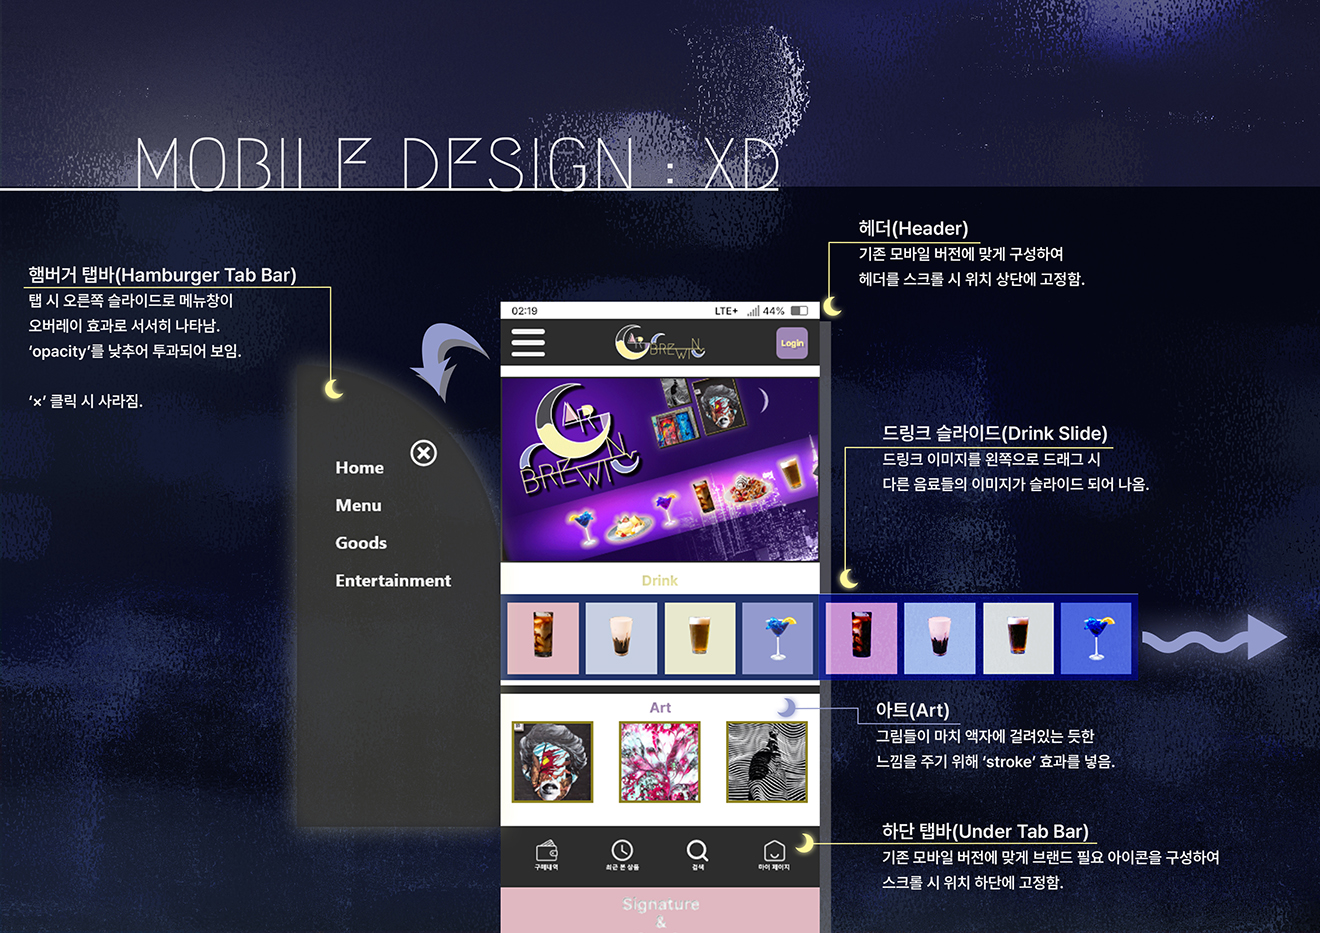 MOBILE DESIGN : XD
헤더(Header)
기존 모바일 버전에 맞게 구성하여
헤더를 스크롤 시 위치 상단에 고정함.
햄버거 탭바(Hamburger Tab Bar)
탭 시 오른쪽 슬라이드로 메뉴창이
오버레이 효과로 서서히 나타남.
‘opacity’를 낮추어 투과되어 보임.
‘×’ 클릭 시 사라짐.
02:19
LTE+ 44%
ART BREWIN
Login
Home
Menu
Goods
Entertainment
ART
BREWIN
드링크 슬라이드(Drink Slide)
드링크 이미지를 왼쪽으로 드래그 시
다른 음료들의 이미지가 슬라이드 되어 나옴.
Drink
Art
아트(Art)
그림들이 마치 액자에 걸려있는 듯한
느낌을 주기 위해 ‘stroke’ 효과를 넣음.
하단 탭바(Under Tab Bar)
기존 모바일 버전에 맞게 브랜드 필요 아이콘을 구성하여
스크롤 시 위치 하단에 고정함.
구매내역
최근 본 상품
검색
마이 페이지
Signature
&